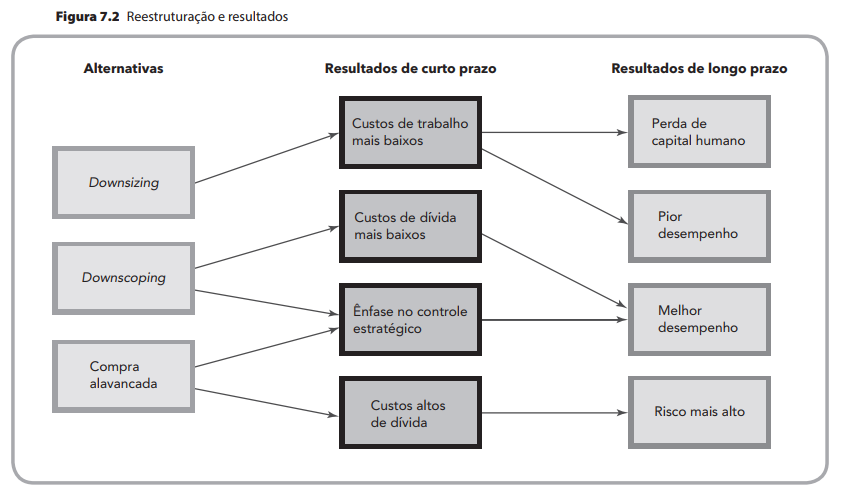 Figura 7.2 Reestruturação e resultados
Alternativas
Resultados de curto prazo
Resultados de longo prazo
Downsizing
Downscoping
Compra
alavancada
Custos de trabalho
mais baixos
Custos de dívida
mais baixos
Ênfase no controle
estratégico
Custos altos
de dívida
Perda de
capital humano
Pior
desempenho
Melhor
desempenho
Risco mais alto